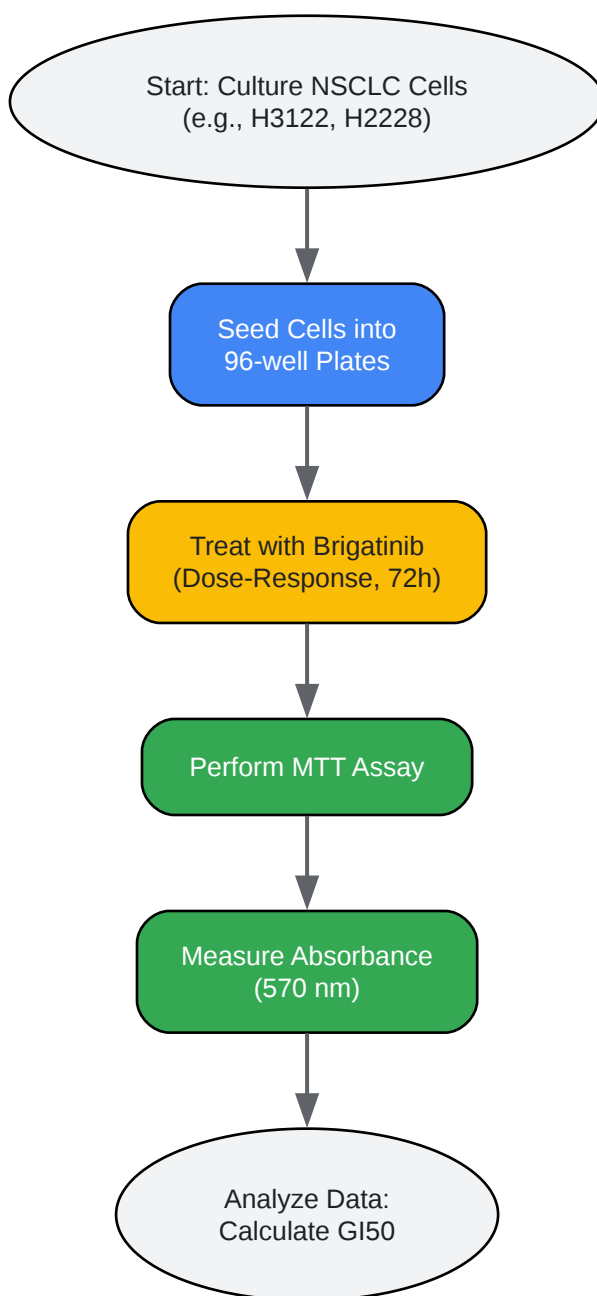 Start: Culture NSCLC Cells
(e.g., H3122, H2228)
Seed Cells into
96-well Plates
Treat with Brigatinib
(Dose-Response, 72h)
Perform MTT Assay
Measure Absorbance
(570 nm)
Analyze Data:
Calculate GI50